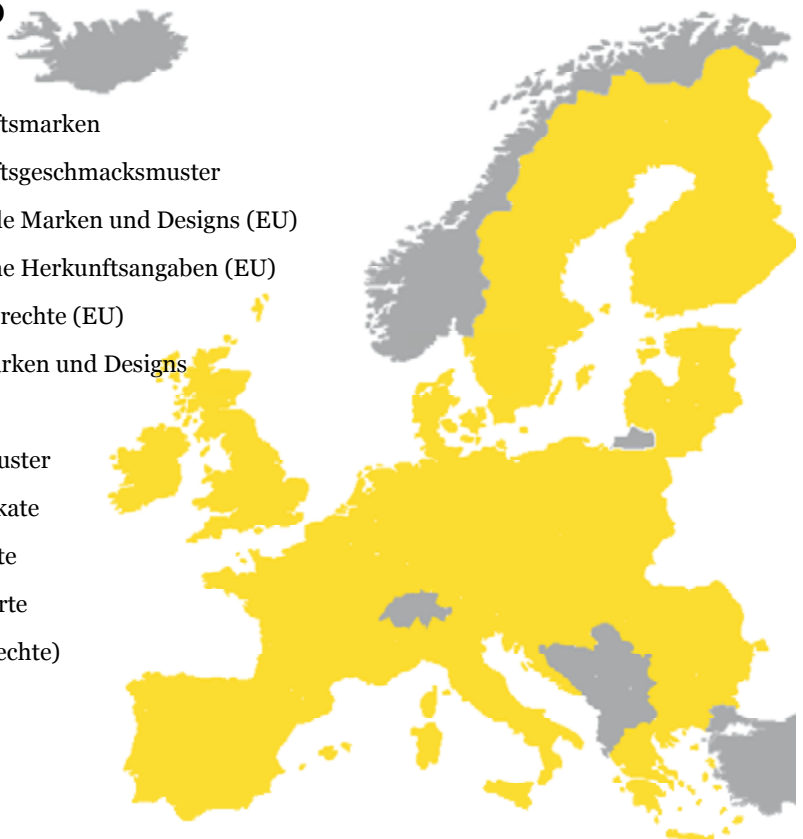 ftsmarken
ftsgeschmacksmuster
le Marken und Designs (EU)
ne Herkunftsangaben (EU)
rechte (EU)
rken und Designs
uster
kate
te
rte
echte)